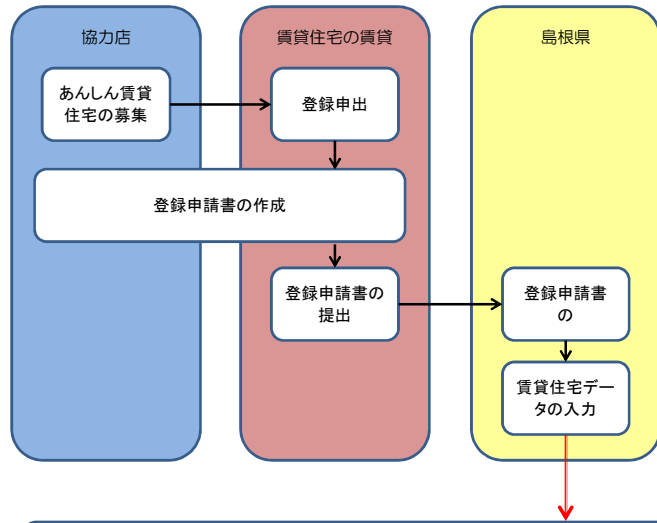 協力店
賃貸住宅の賃貸
島根県
あんしん賃貸
住宅の募集
登録申出
登録申請書の作成
登録申請書の
提出
登録申請書
の
賃貸住宅デー
タの入力